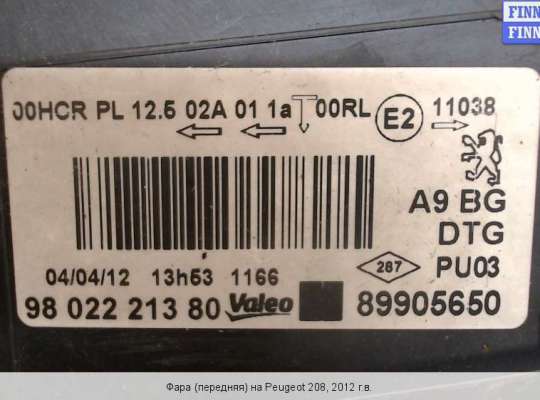 FINN
FINN
00HCR PL 12.5 02A 01 1a T 00RL E2 11038
A9 BG
DTG
04/04/12 13h53 1166 287 PU03
98 022 213 80 Valeo 89905650
Фара (передняя) на Peugeot 208, 2012 г.в.